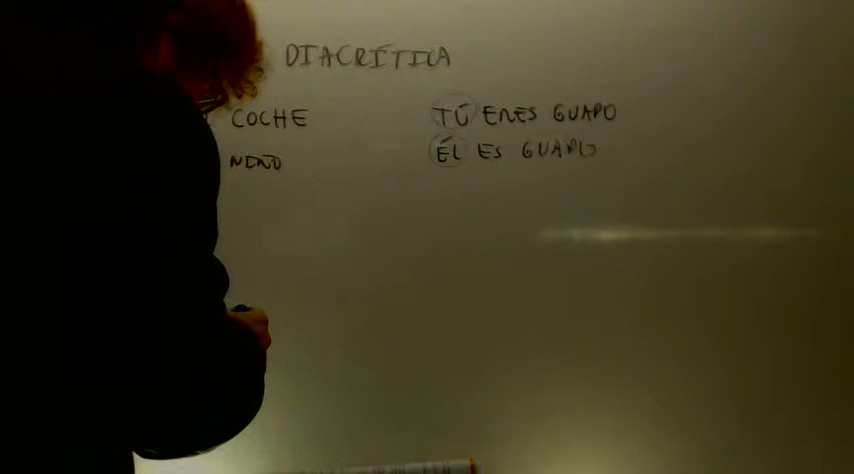 DIACRÍTICA
COCHE TÚ ERES GUAPO
NIÑO ÉL ES GUAPO